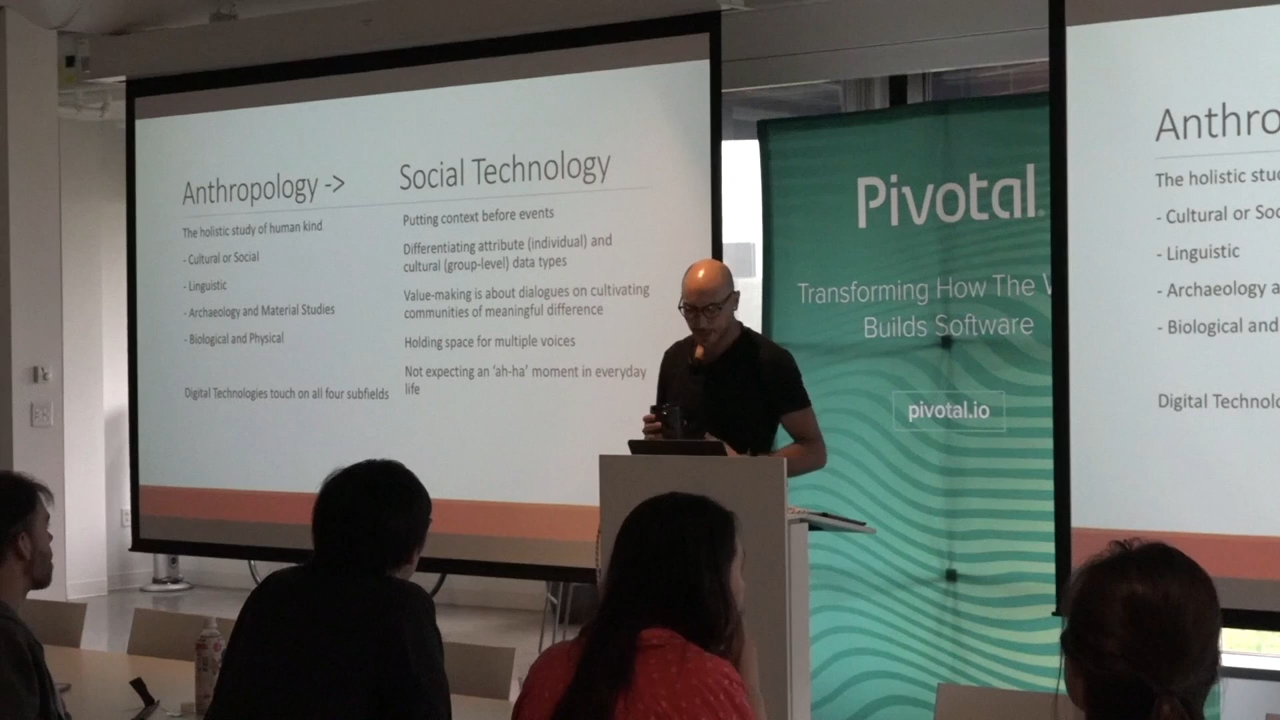 Anthropology ->
The holistic study of human kind
- Cultural or Social
- Linguistic
- Archaeology and Material Studies
- Biological and Physical
Digital Technologies touch on all four subfields
Social Technology
Putting context before events
Differentiating attribute (individual) and
cultural (group-level) data types
Value-making is about dialogues on cultivating
communities of meaningful difference
Holding space for multiple voices
Not expecting an 'ah-ha' moment in everyday
life
Pivotal
Transforming How The W
Builds Software
pivotal.io
Anthro
The holistic stu
- Cultural or Soc
- Linguistic
- Archaeology a
- Biological and
Digital Technolo